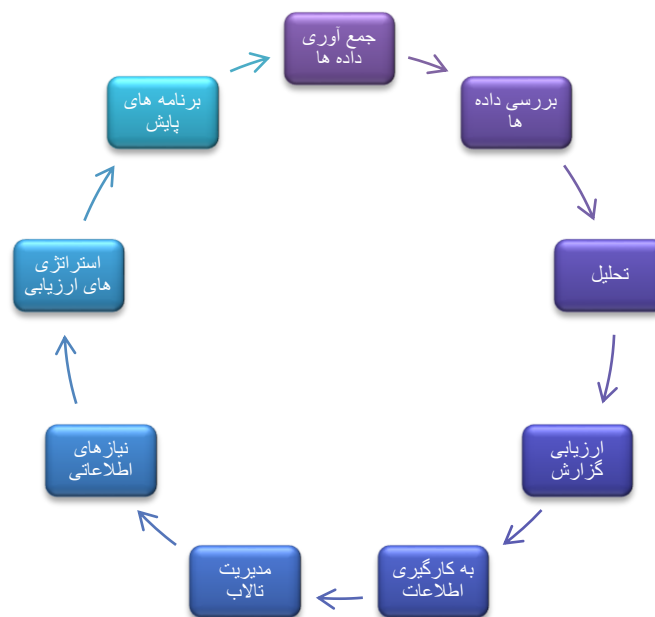 جمع آوری
داده ها
بررسی داده
ها
تحلیل
ارزیابی
گزارش
به کارگیری
اطلاعات
مدیریت
تالاب
نیازهای
اطلاعاتی
استراتژی
های ارزیابی
برنامه های
پایش